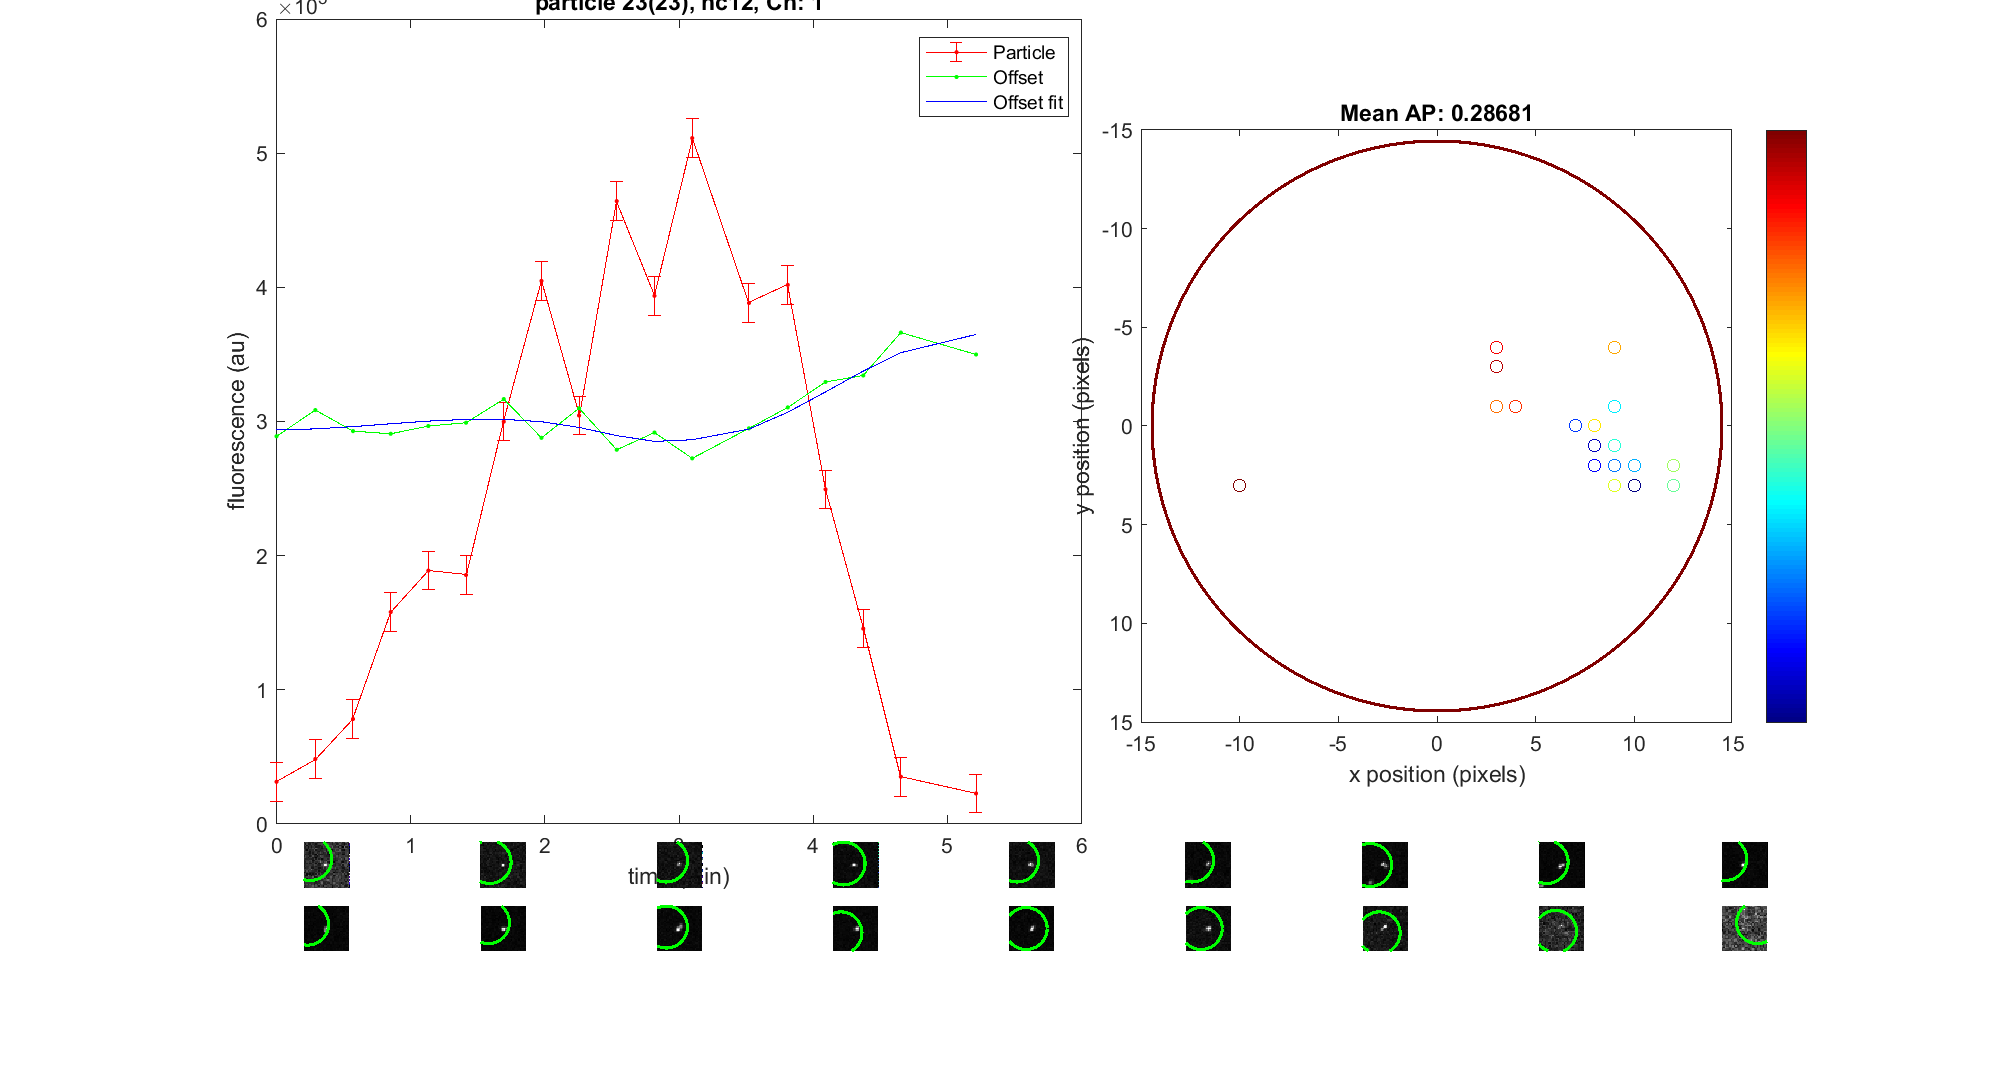 particle 23(23), nc12, Ch: 1
6
5
4
3
2
1
0
fluorescence (au)
Particle
Offset
Offset fit
0 1 2 4 5 6
Mean AP: 0.28681
-15
-10
-5
0
5
10
15
y position (pixels)
-15 -10 -5 0 5 10 15
x position (pixels)